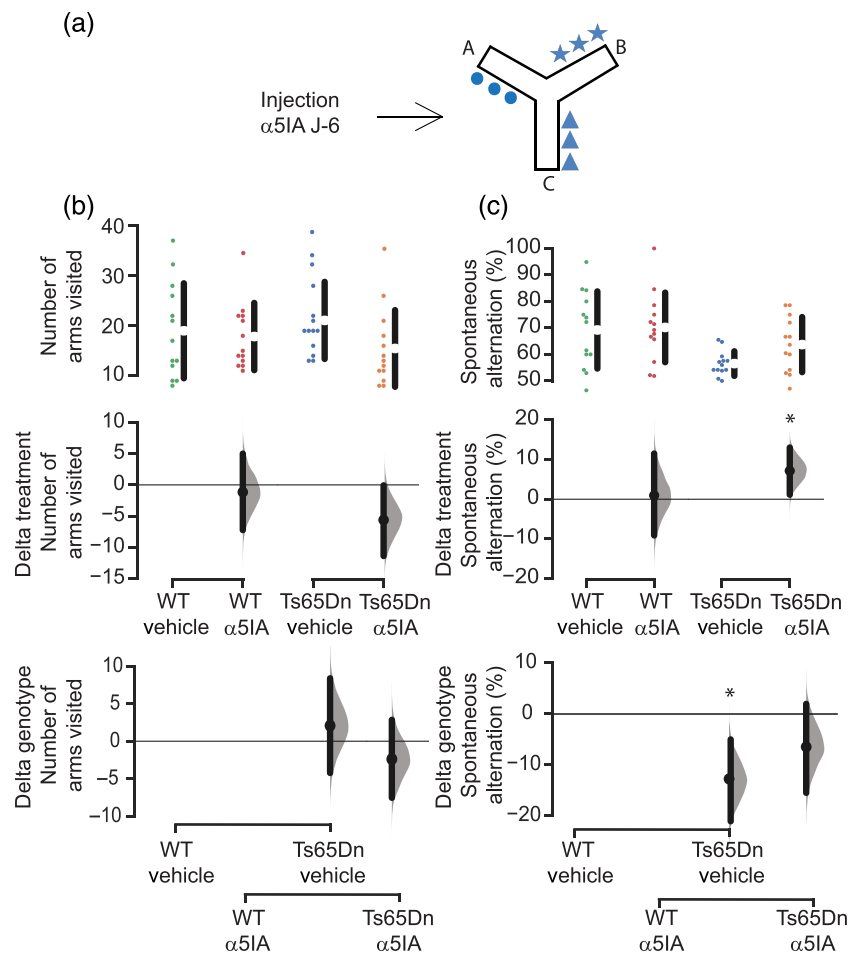 (a)
Injection
α5IA J-6
A
B
C
(b)
Number of
arms visited
40
30
20
10
Delta treatment
Number of
arms visited
10
5
0
−5
−10
−15
WT
vehicle
WT
α5IA
Ts65Dn
vehicle
Ts65Dn
α5IA
Delta genotype
Number of
arms visited
10
5
0
−5
−10
WT
vehicle
Ts65Dn
vehicle
WT
α5IA
Ts65Dn
α5IA
(c)
Spontaneous
alternation (%)
100
90
80
70
60
50
Delta treatment
Spontaneous
alternation (%)
20
10
0
−10
−20
*
WT
vehicle
WT
α5IA
Ts65Dn
vehicle
Ts65Dn
α5IA
Delta genotype
Spontaneous
alternation (%)
10
0
−10
−20
*
WT
vehicle
Ts65Dn
vehicle
WT
α5IA
Ts65Dn
α5IA